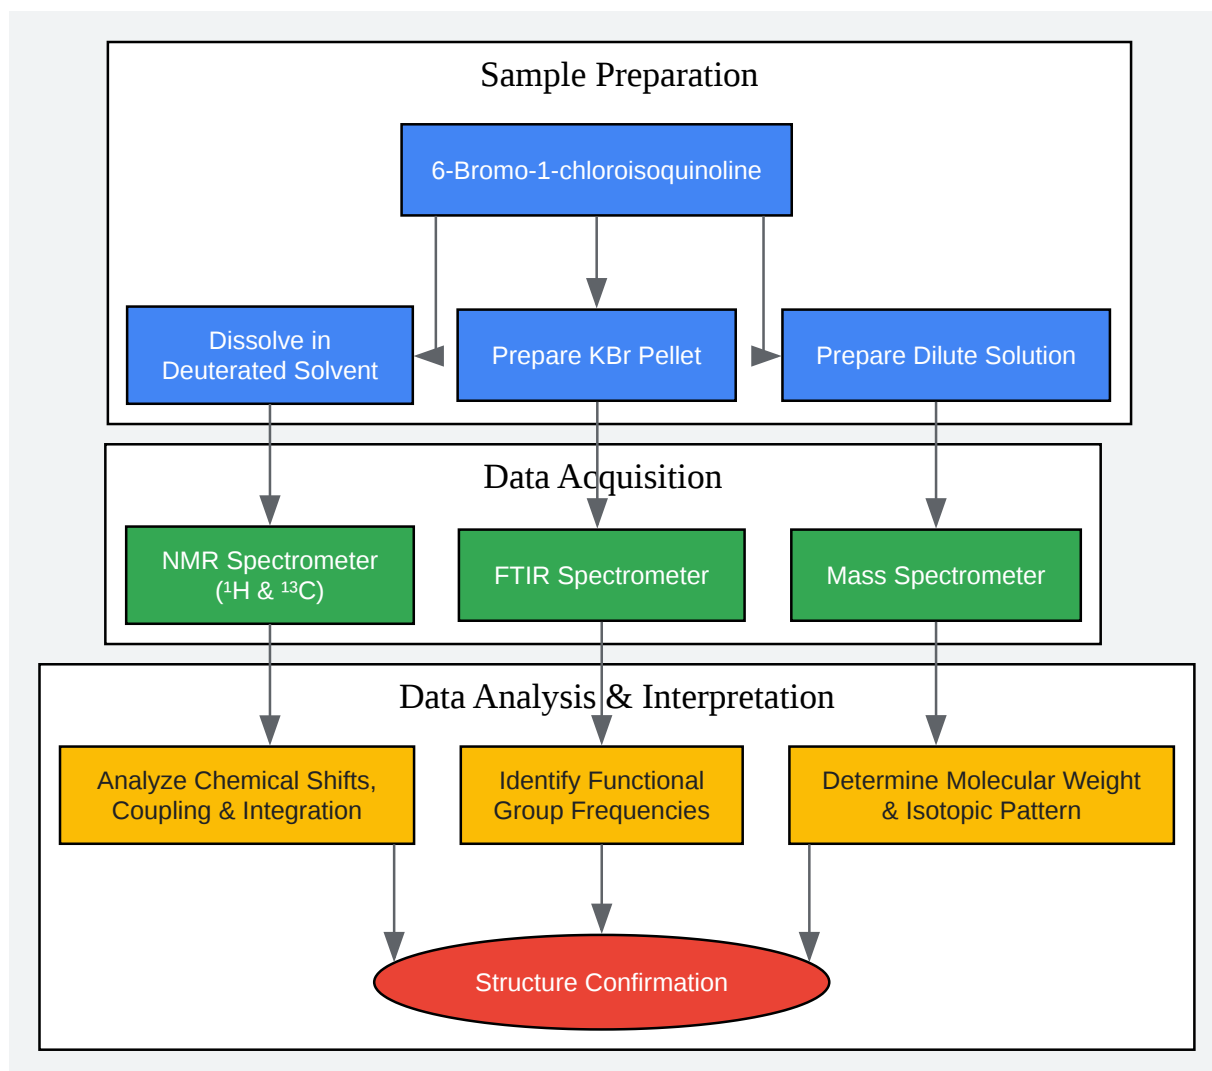 Sample Preparation
6-Bromo-1-chloroisoquinoline
Dissolve in
Deuterated Solvent
Prepare KBr Pellet
Prepare Dilute Solution
Data Acquisition
NMR Spectrometer
(¹H & ¹³C)
FTIR Spectrometer
Mass Spectrometer
Data Analysis & Interpretation
Analyze Chemical Shifts,
Coupling & Integration
Identify Functional
Group Frequencies
Determine Molecular Weight
& Isotopic Pattern
Structure Confirmation